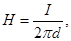 H = I / 2πd,